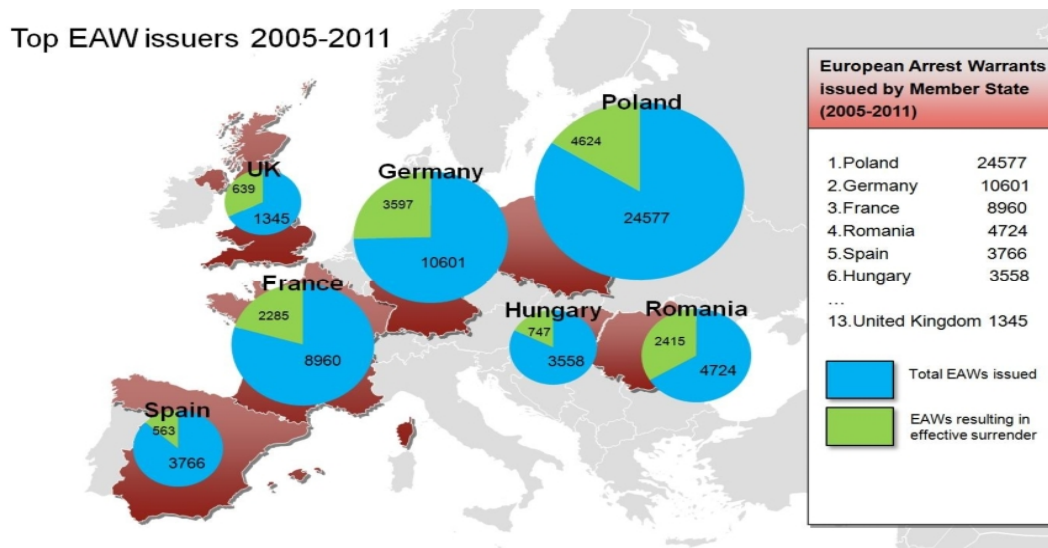 Top EAW issuers 2005-2011
UK
639
1345
Germany
3597
10601
Poland
4624
24577
France
2285
8960
Hungary
747
3558
Romania
2415
4724
Spain
563
3766
European Arrest Warrants
issued by Member State
(2005-2011)
1.Poland 24577
2.Germany 10601
3.France 8960
4.Romania 4724
5.Spain 3766
6.Hungary 3558
...
13.United Kingdom 1345
Total EAWs issued
EAWs resulting in
effective surrender